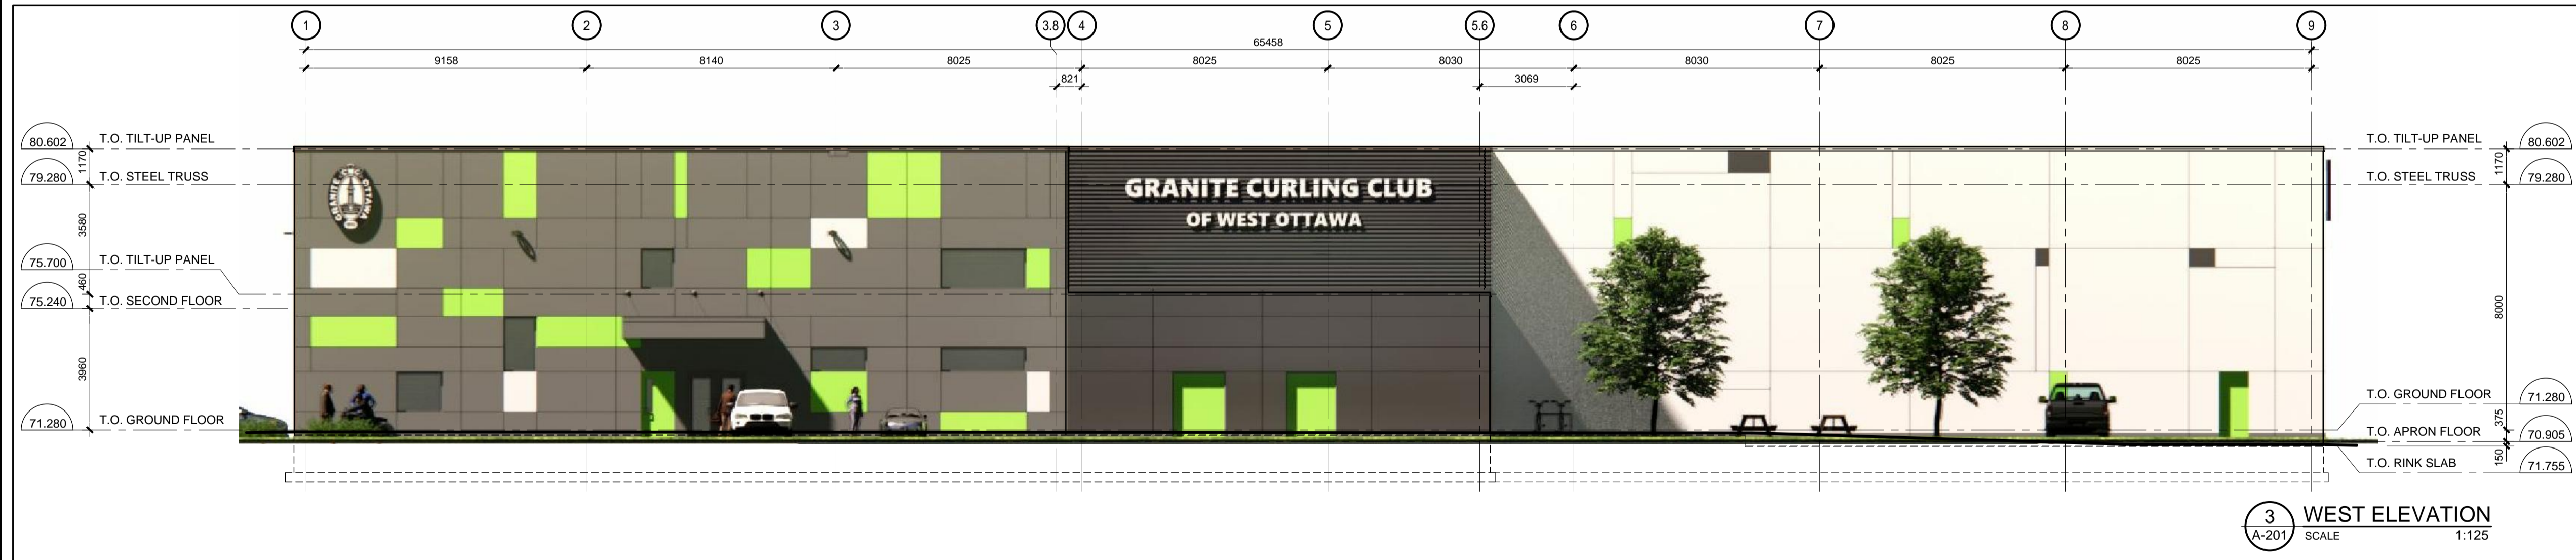 1 2 3 3.8 4 5 5.6 6 7 8 9
65458
9158 8140 8025 8025 8030 8030 8025 8025
821 3069
80.602 T.O. TILT-UP PANEL
1170
79.280 T.O. STEEL TRUSS
3580
75.700 T.O. TILT-UP PANEL
460
75.240 T.O. SECOND FLOOR
3960
71.280 T.O. GROUND FLOOR
GRANITE CWC OTTAWA
GRANITE CURLING CLUB
OF WEST OTTAWA
T.O. TILT-UP PANEL 80.602
1170
T.O. STEEL TRUSS 79.280
8000
T.O. GROUND FLOOR 71.280
375
T.O. APRON FLOOR 70.905
150
T.O. RINK SLAB 71.755
3 WEST ELEVATION
A-201 SCALE 1:125